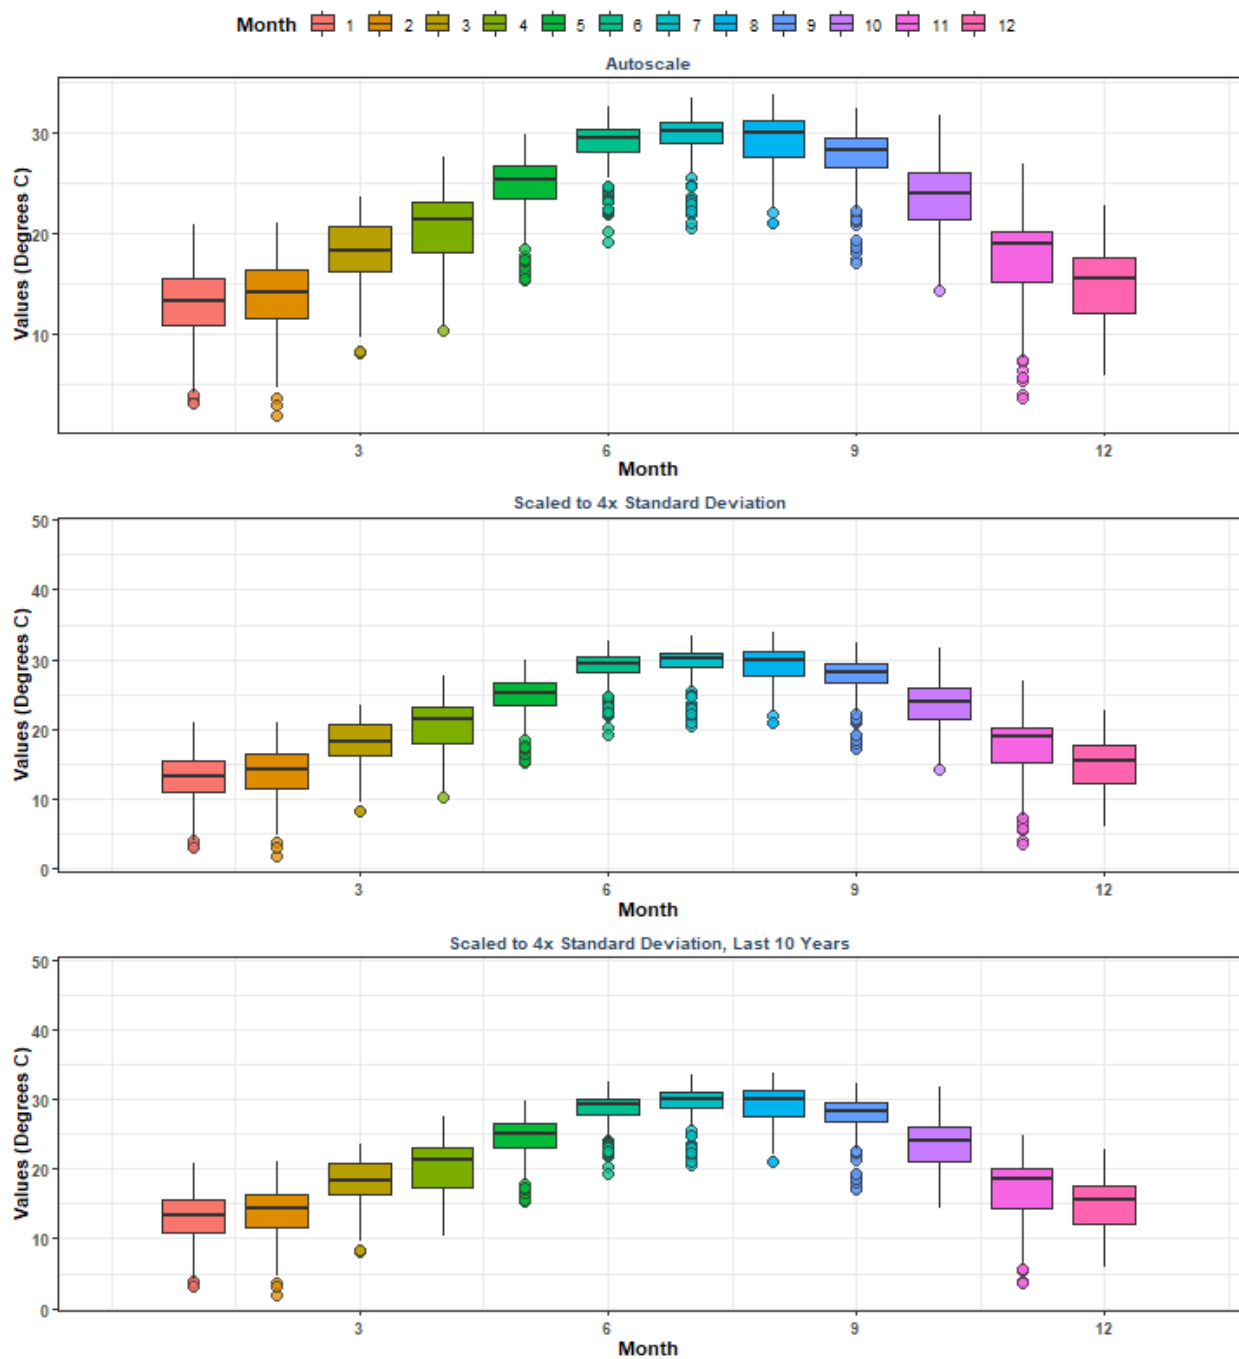 Month 1 2 3 4 5 6 7 8 9 10 11 12
Autoscale
Values (Degrees C)
30
20
10
3 6 9 12
Month
Scaled to 4x Standard Deviation
Values (Degrees C)
50
40
30
20
10
0
3 6 9 12
Month
Scaled to 4x Standard Deviation, Last 10 Years
Values (Degrees C)
50
40
30
20
10
0
3 6 9 12
Month